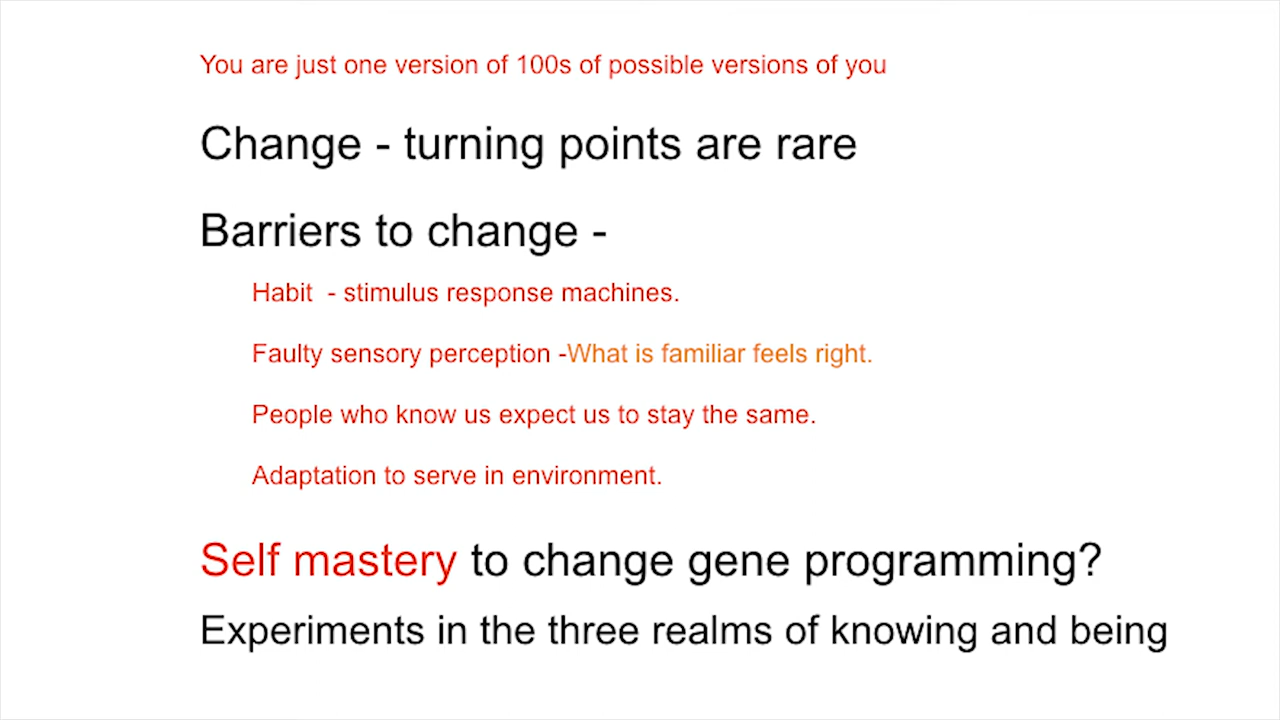 You are just one version of 100s of possible versions of you
Change - turning points are rare
Barriers to change -
Habit  - stimulus response machines.
Faulty sensory perception -What is familiar feels right.
People who know us expect us to stay the same.
Adaptation to serve in environment.
Self mastery to change gene programming?
Experiments in the three realms of knowing and being